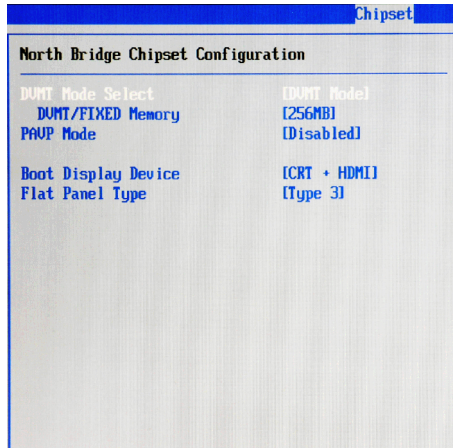 Chipset
North Bridge Chipset Configuration
DVMT Mode Select [DVMT Mode]
DVMT/FIXED Memory [256MB]
PAVP Mode [Disabled]
Boot Display Device [CRT + HDMI]
Flat Panel Type [Type 3]